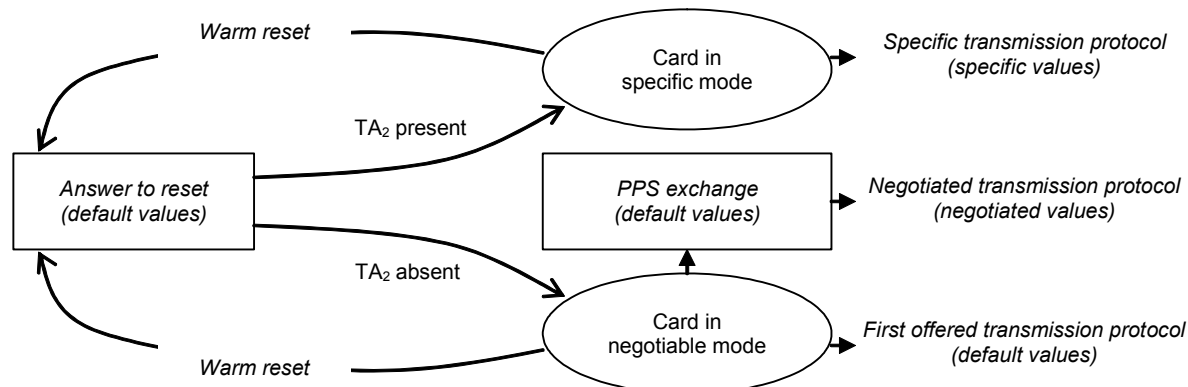 Warm reset
Card in
specific mode
Specific transmission protocol
(specific values)
TA₂ present
Answer to reset
(default values)
PPS exchange
(default values)
Negotiated transmission protocol
(negotiated values)
TA₂ absent
Card in
negotiable mode
First offered transmission protocol
(default values)
Warm reset